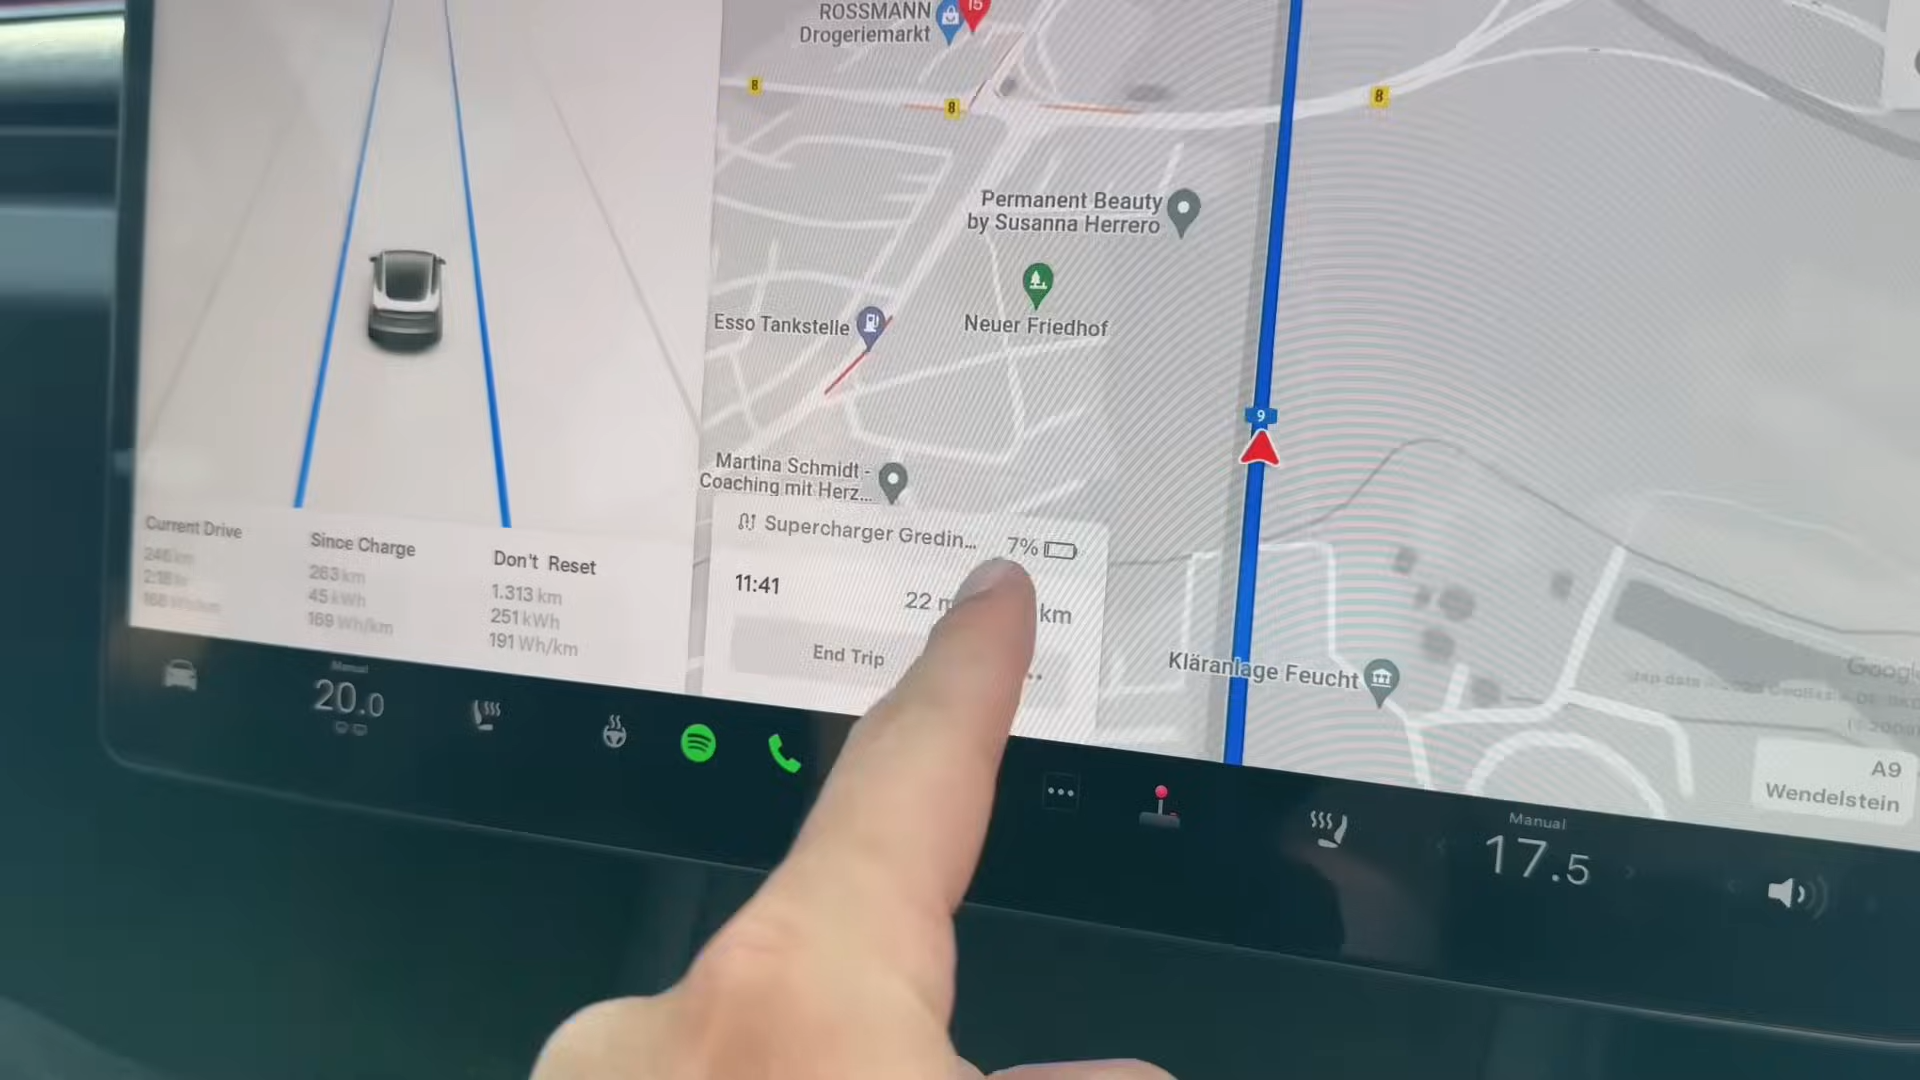 ROSSMANN
Drogeriemarkt
15
8
8
8
Permanent Beauty
by Susanna Herrero
Esso Tankstelle
Neuer Friedhof
9
Martina Schmidt -
Coaching mit Herz...
Supercharger Gredin... 7%
11:41
22 km
End Trip
Current Drive
246 km
Since Charge
263 km
45 kWh
169 Wh/km
Don't Reset
1.313 km
251 kWh
191 Wh/km
Kläranlage Feucht
Google
A9
Wendelstein
Manual
20.0
Manual
17.5